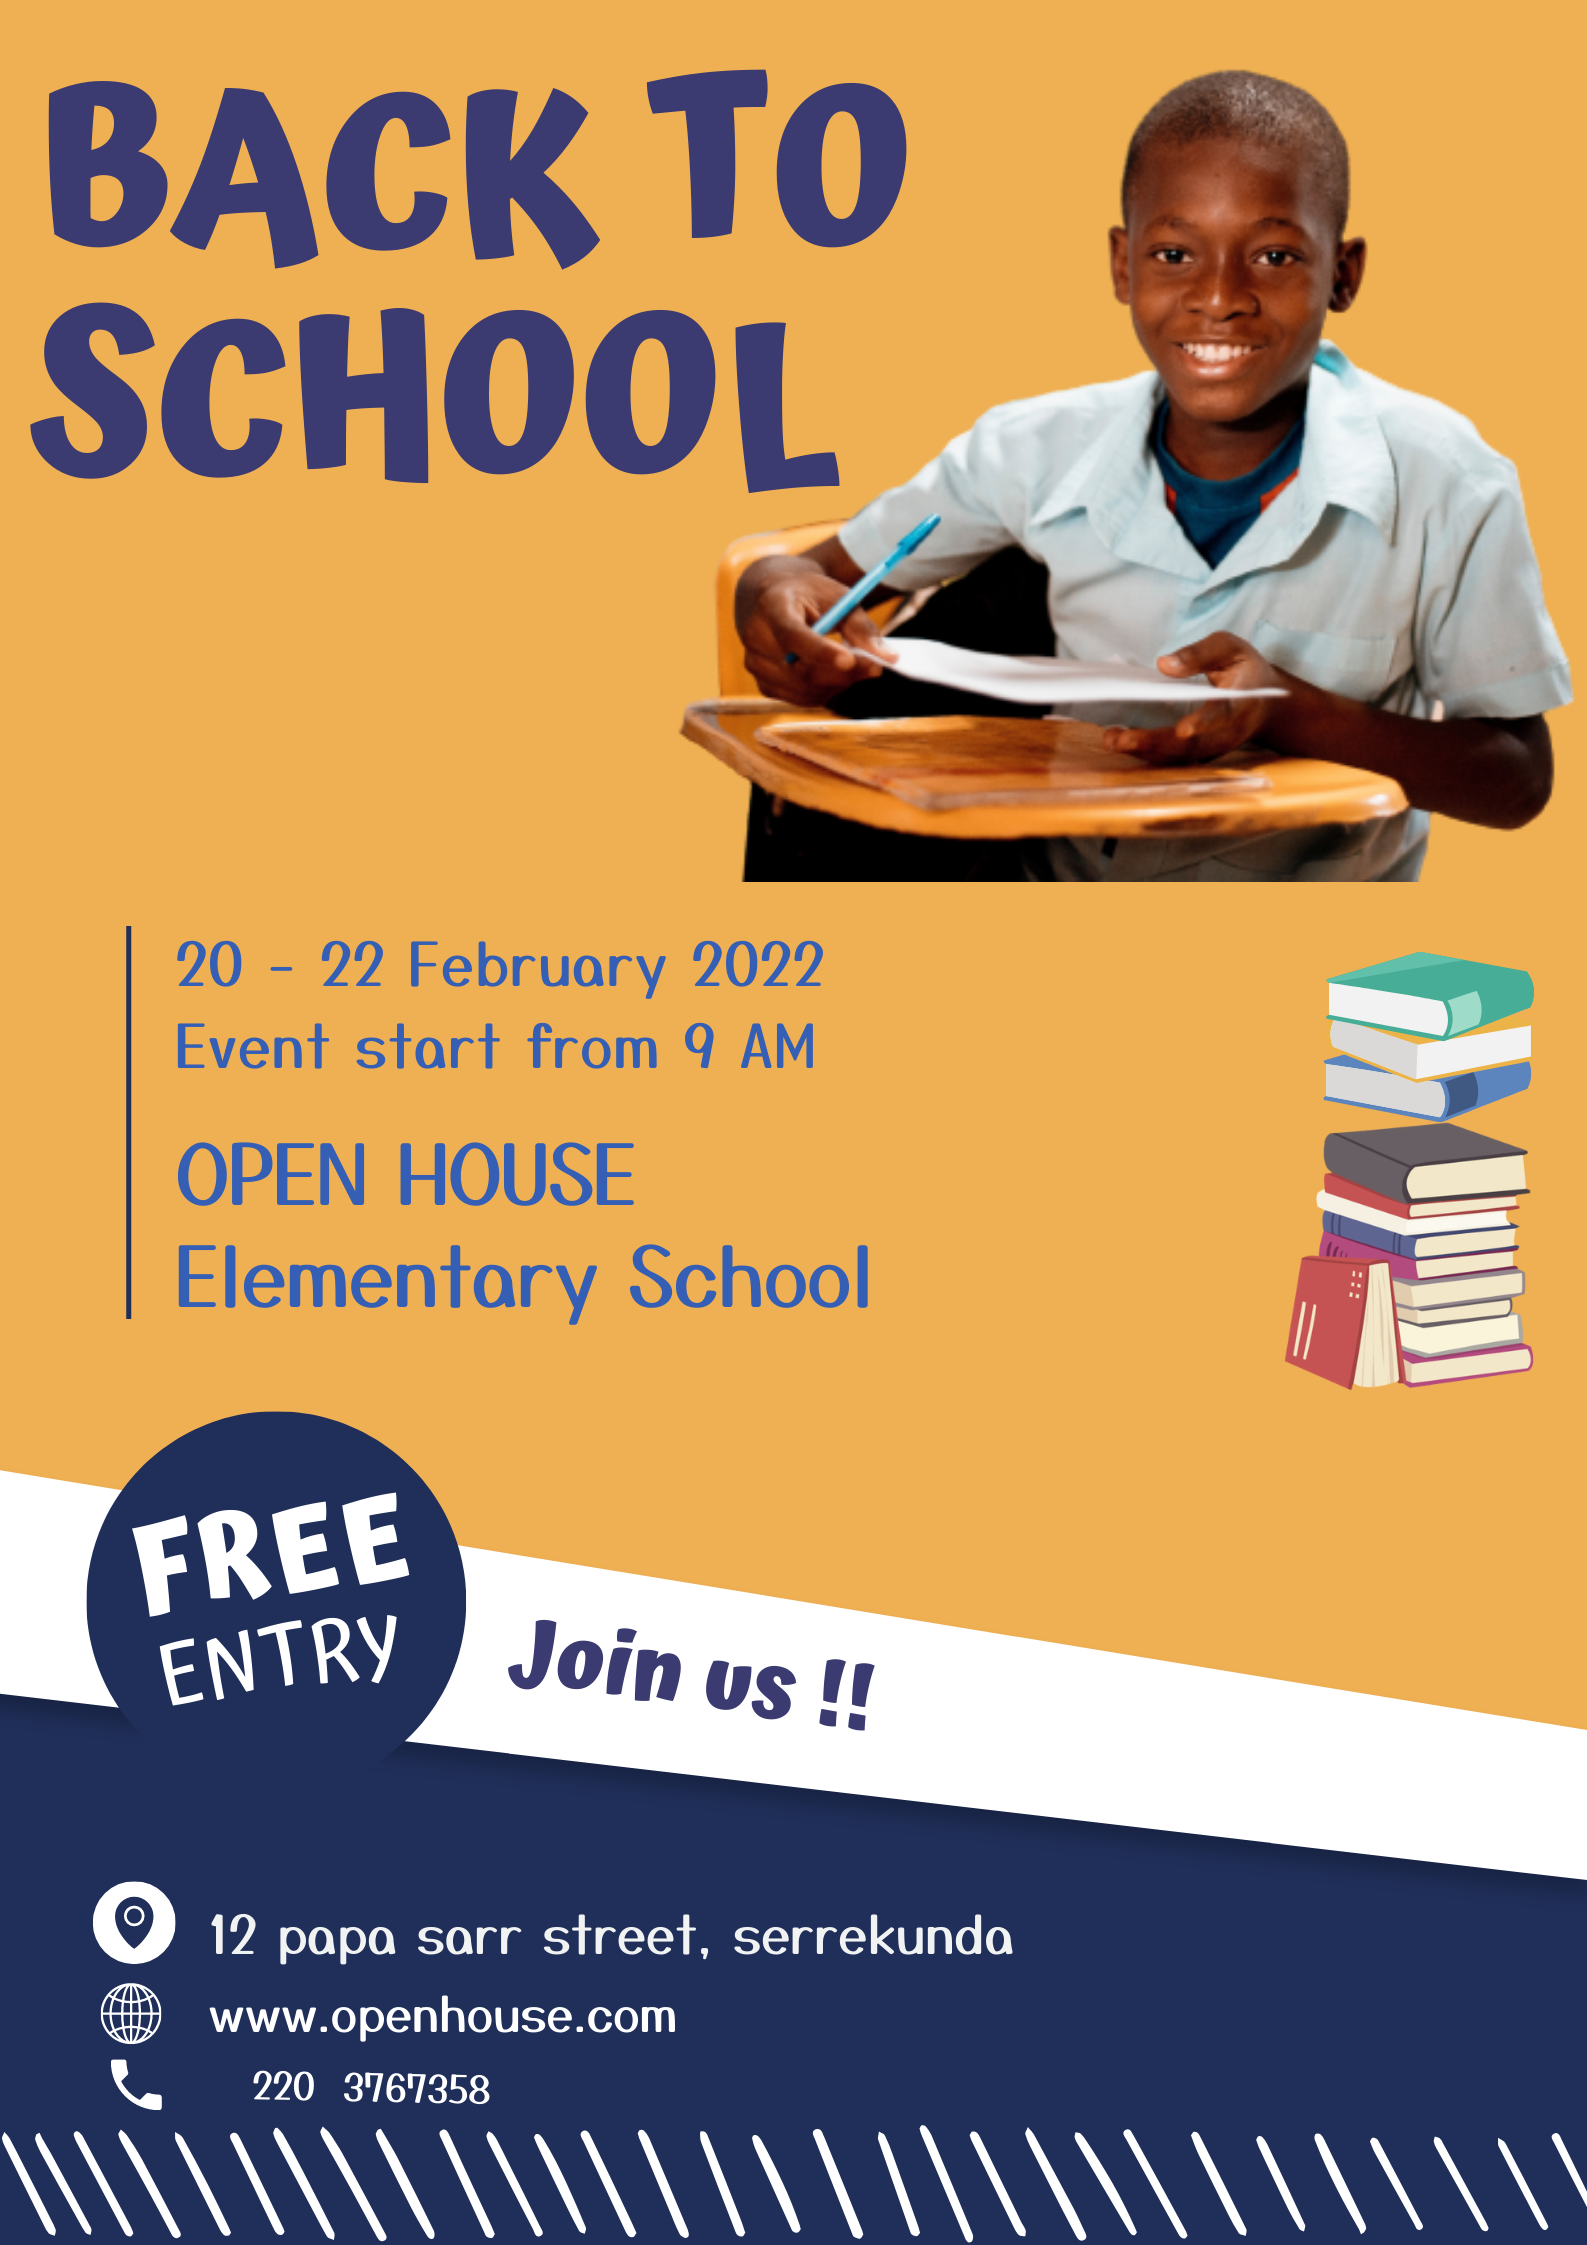 BACK TO
SCHOOL
20 - 22 February 2022
Event start from 9 AM
OPEN HOUSE
Elementary School
FREE
ENTRY
Join us !!
12 papa sarr street, serrekunda
www.openhouse.com
220 3767358